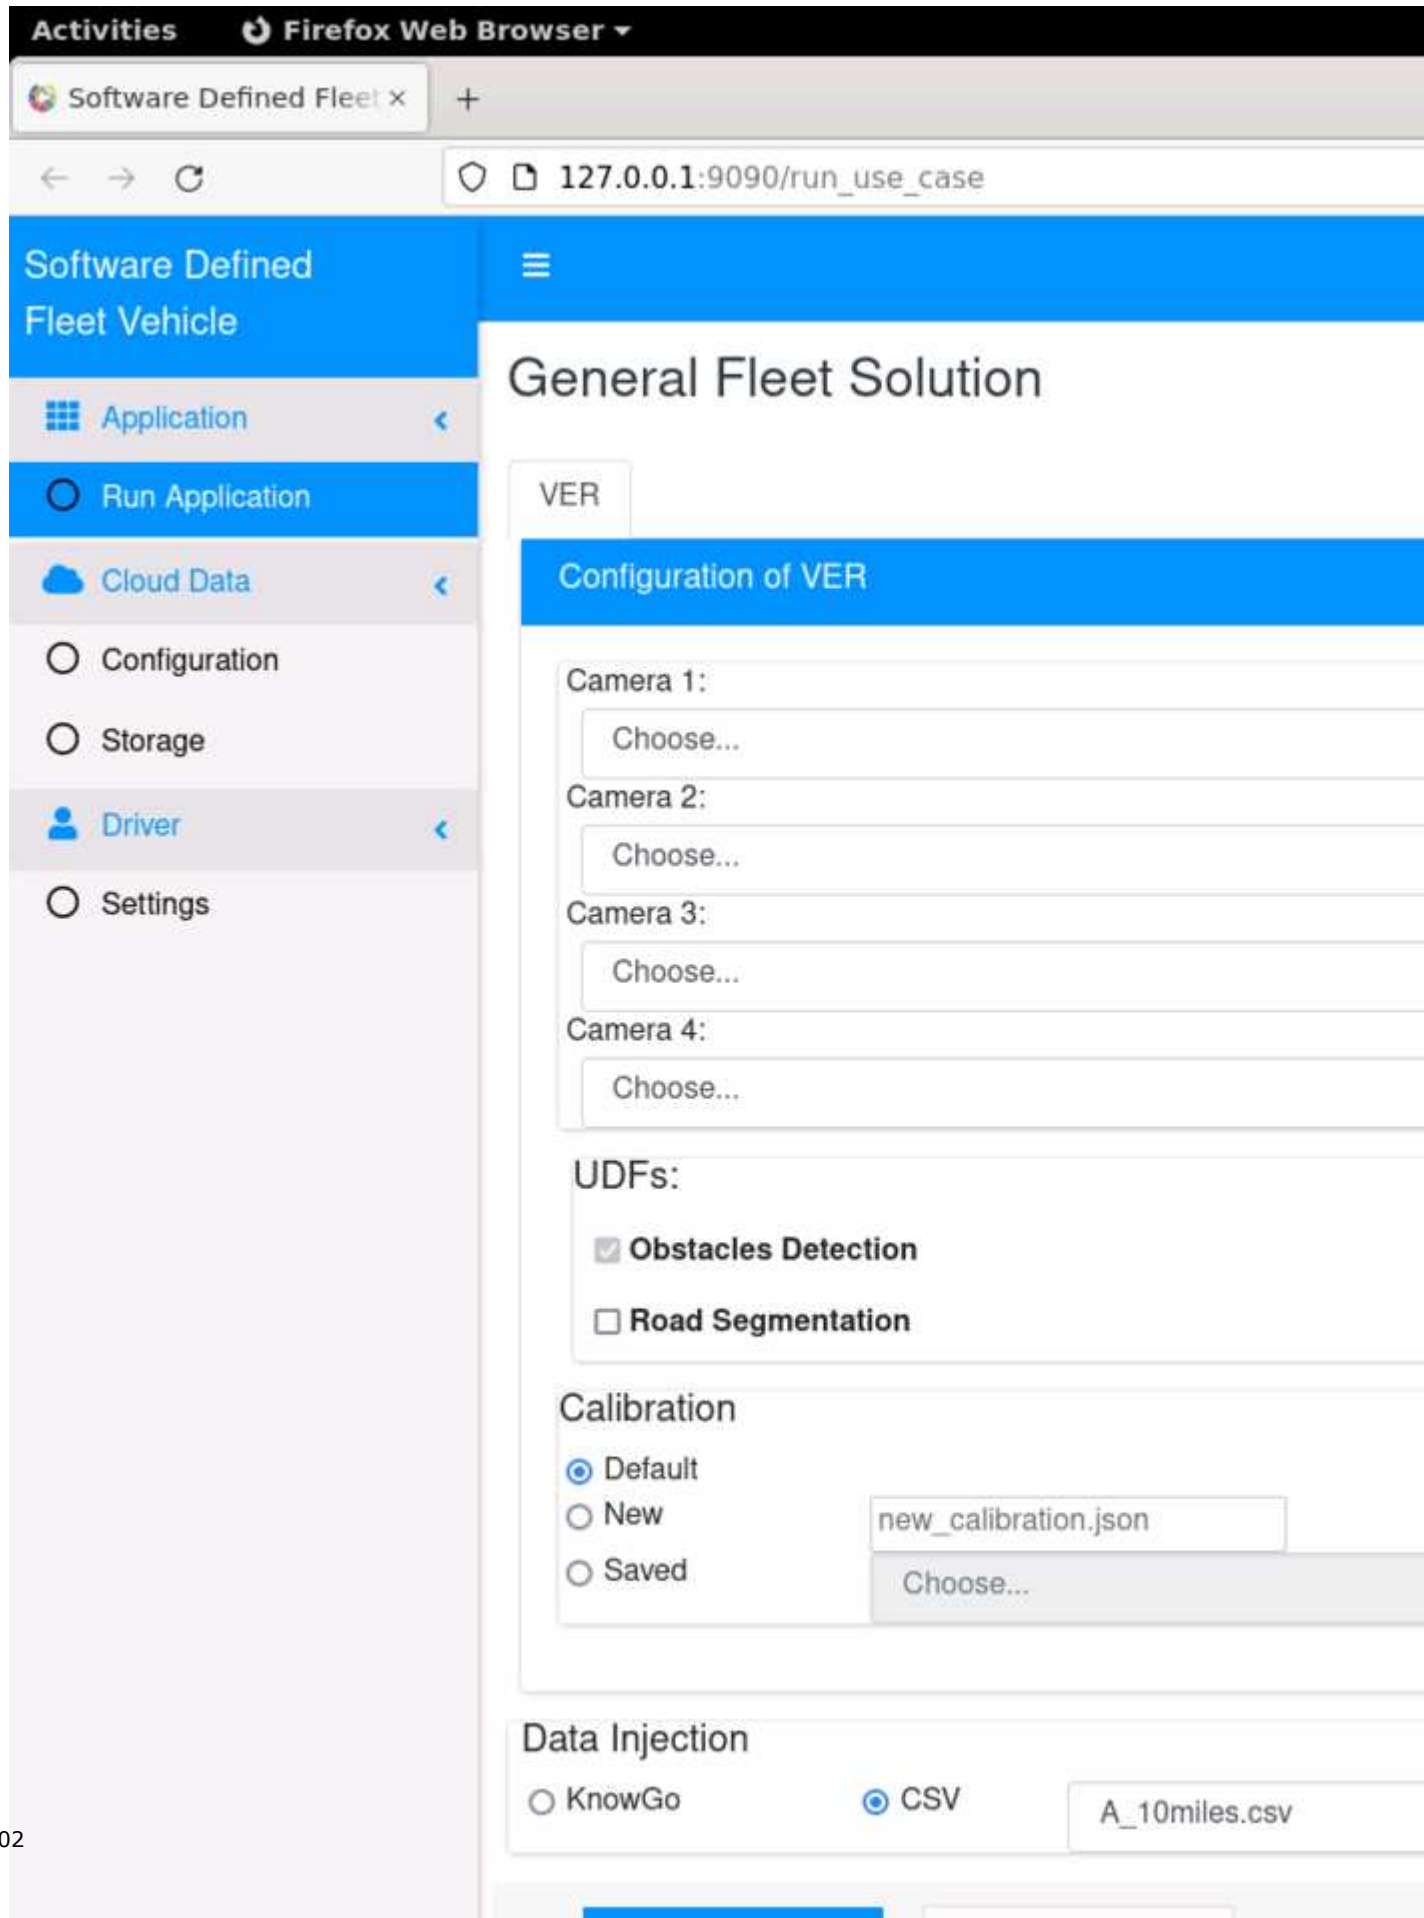 Activities Firefox Web Browser
Software Defined Fleet
127.0.0.1:9090/run_use_case
Software Defined
Fleet Vehicle
Application
Run Application
Cloud Data
Configuration
Storage
Driver
Settings
General Fleet Solution
VER
Configuration of VER
Camera 1:
Choose...
Camera 2:
Choose...
Camera 3:
Choose...
Camera 4:
Choose...
UDFs:
Obstacles Detection
Road Segmentation
Calibration
Default
New new_calibration.json
Saved Choose...
Data Injection
KnowGo CSV A_10miles.csv
02